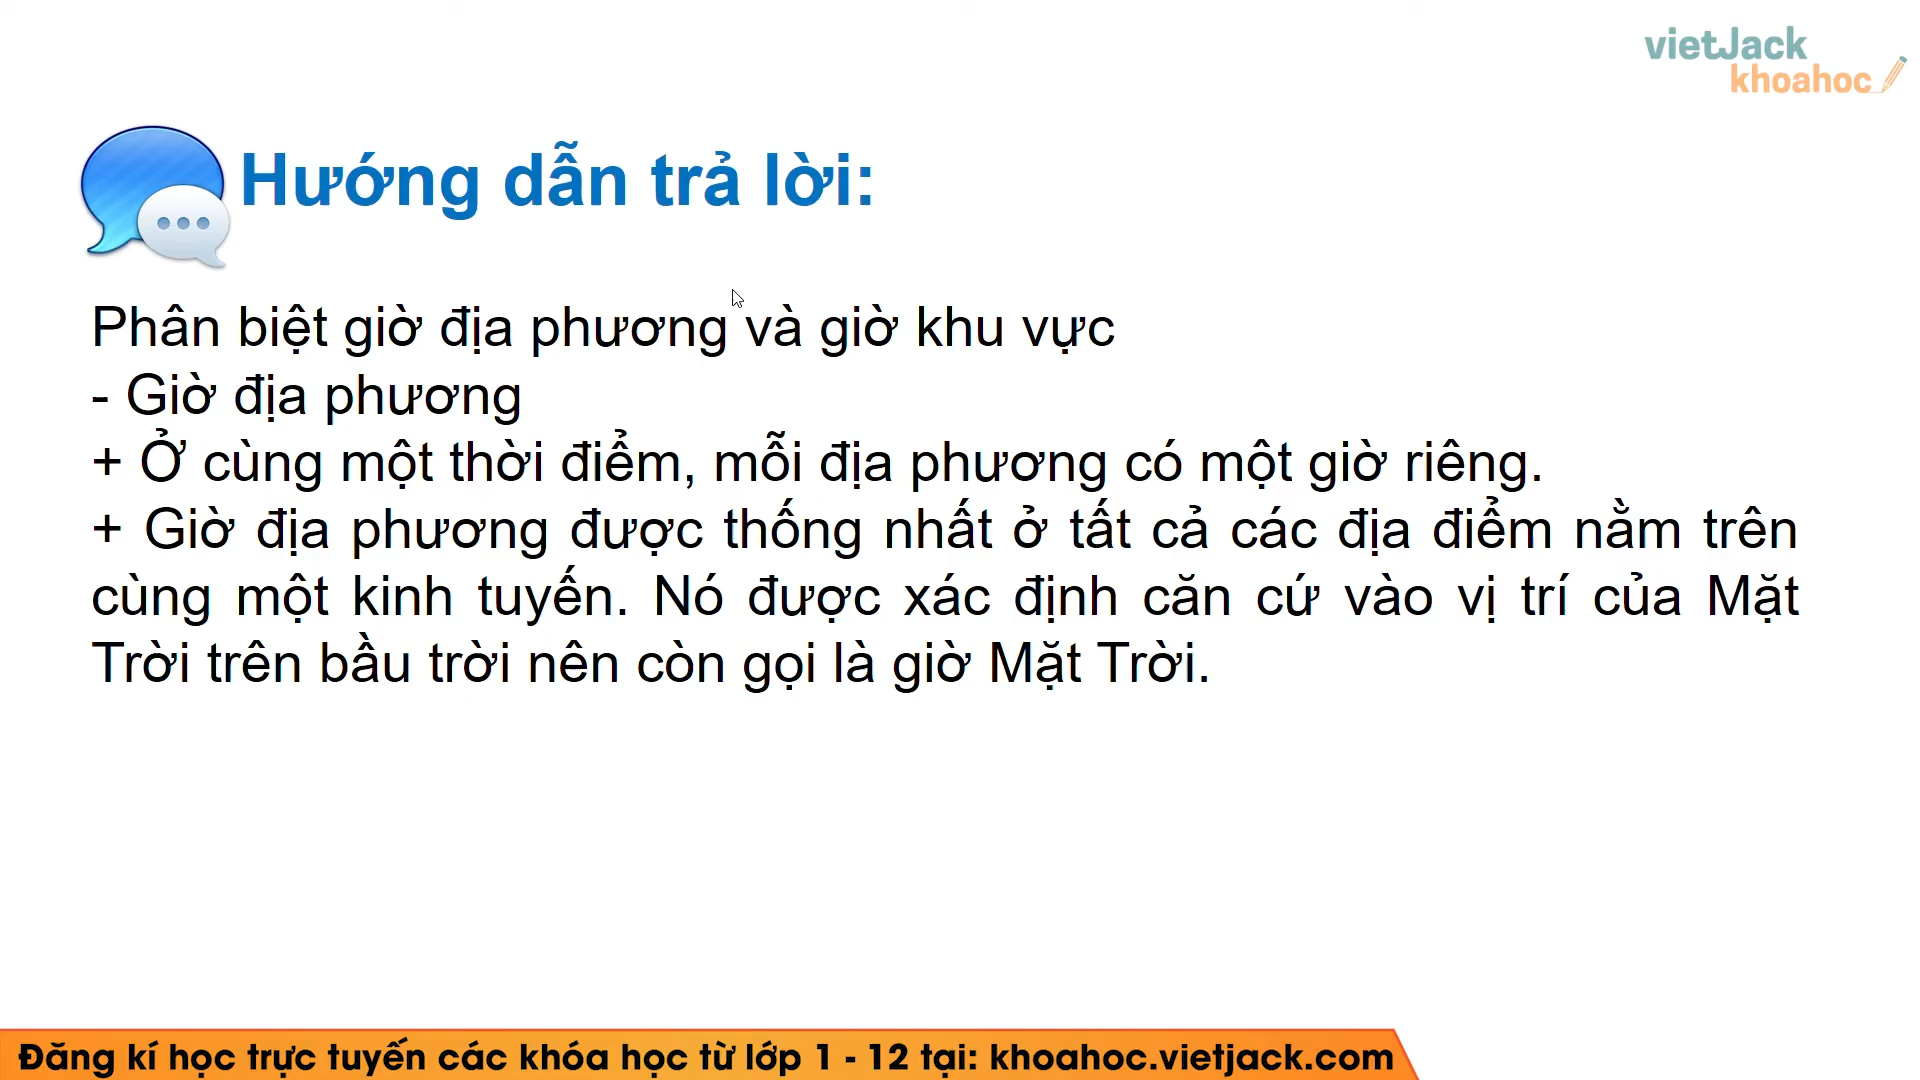 vietJack
khoahoc
Hướng dẫn trả lời:
Phân biệt giờ địa phương và giờ khu vực
- Giờ địa phương
+ Ở cùng một thời điểm, mỗi địa phương có một giờ riêng.
+ Giờ địa phương được thống nhất ở tất cả các địa điểm nằm trên
cùng một kinh tuyến. Nó được xác định căn cứ vào vị trí của Mặt
Trời trên bầu trời nên còn gọi là giờ Mặt Trời.
Đăng kí học trực tuyến các khóa học từ lớp 1 - 12 tại: khoahoc.vietjack.com